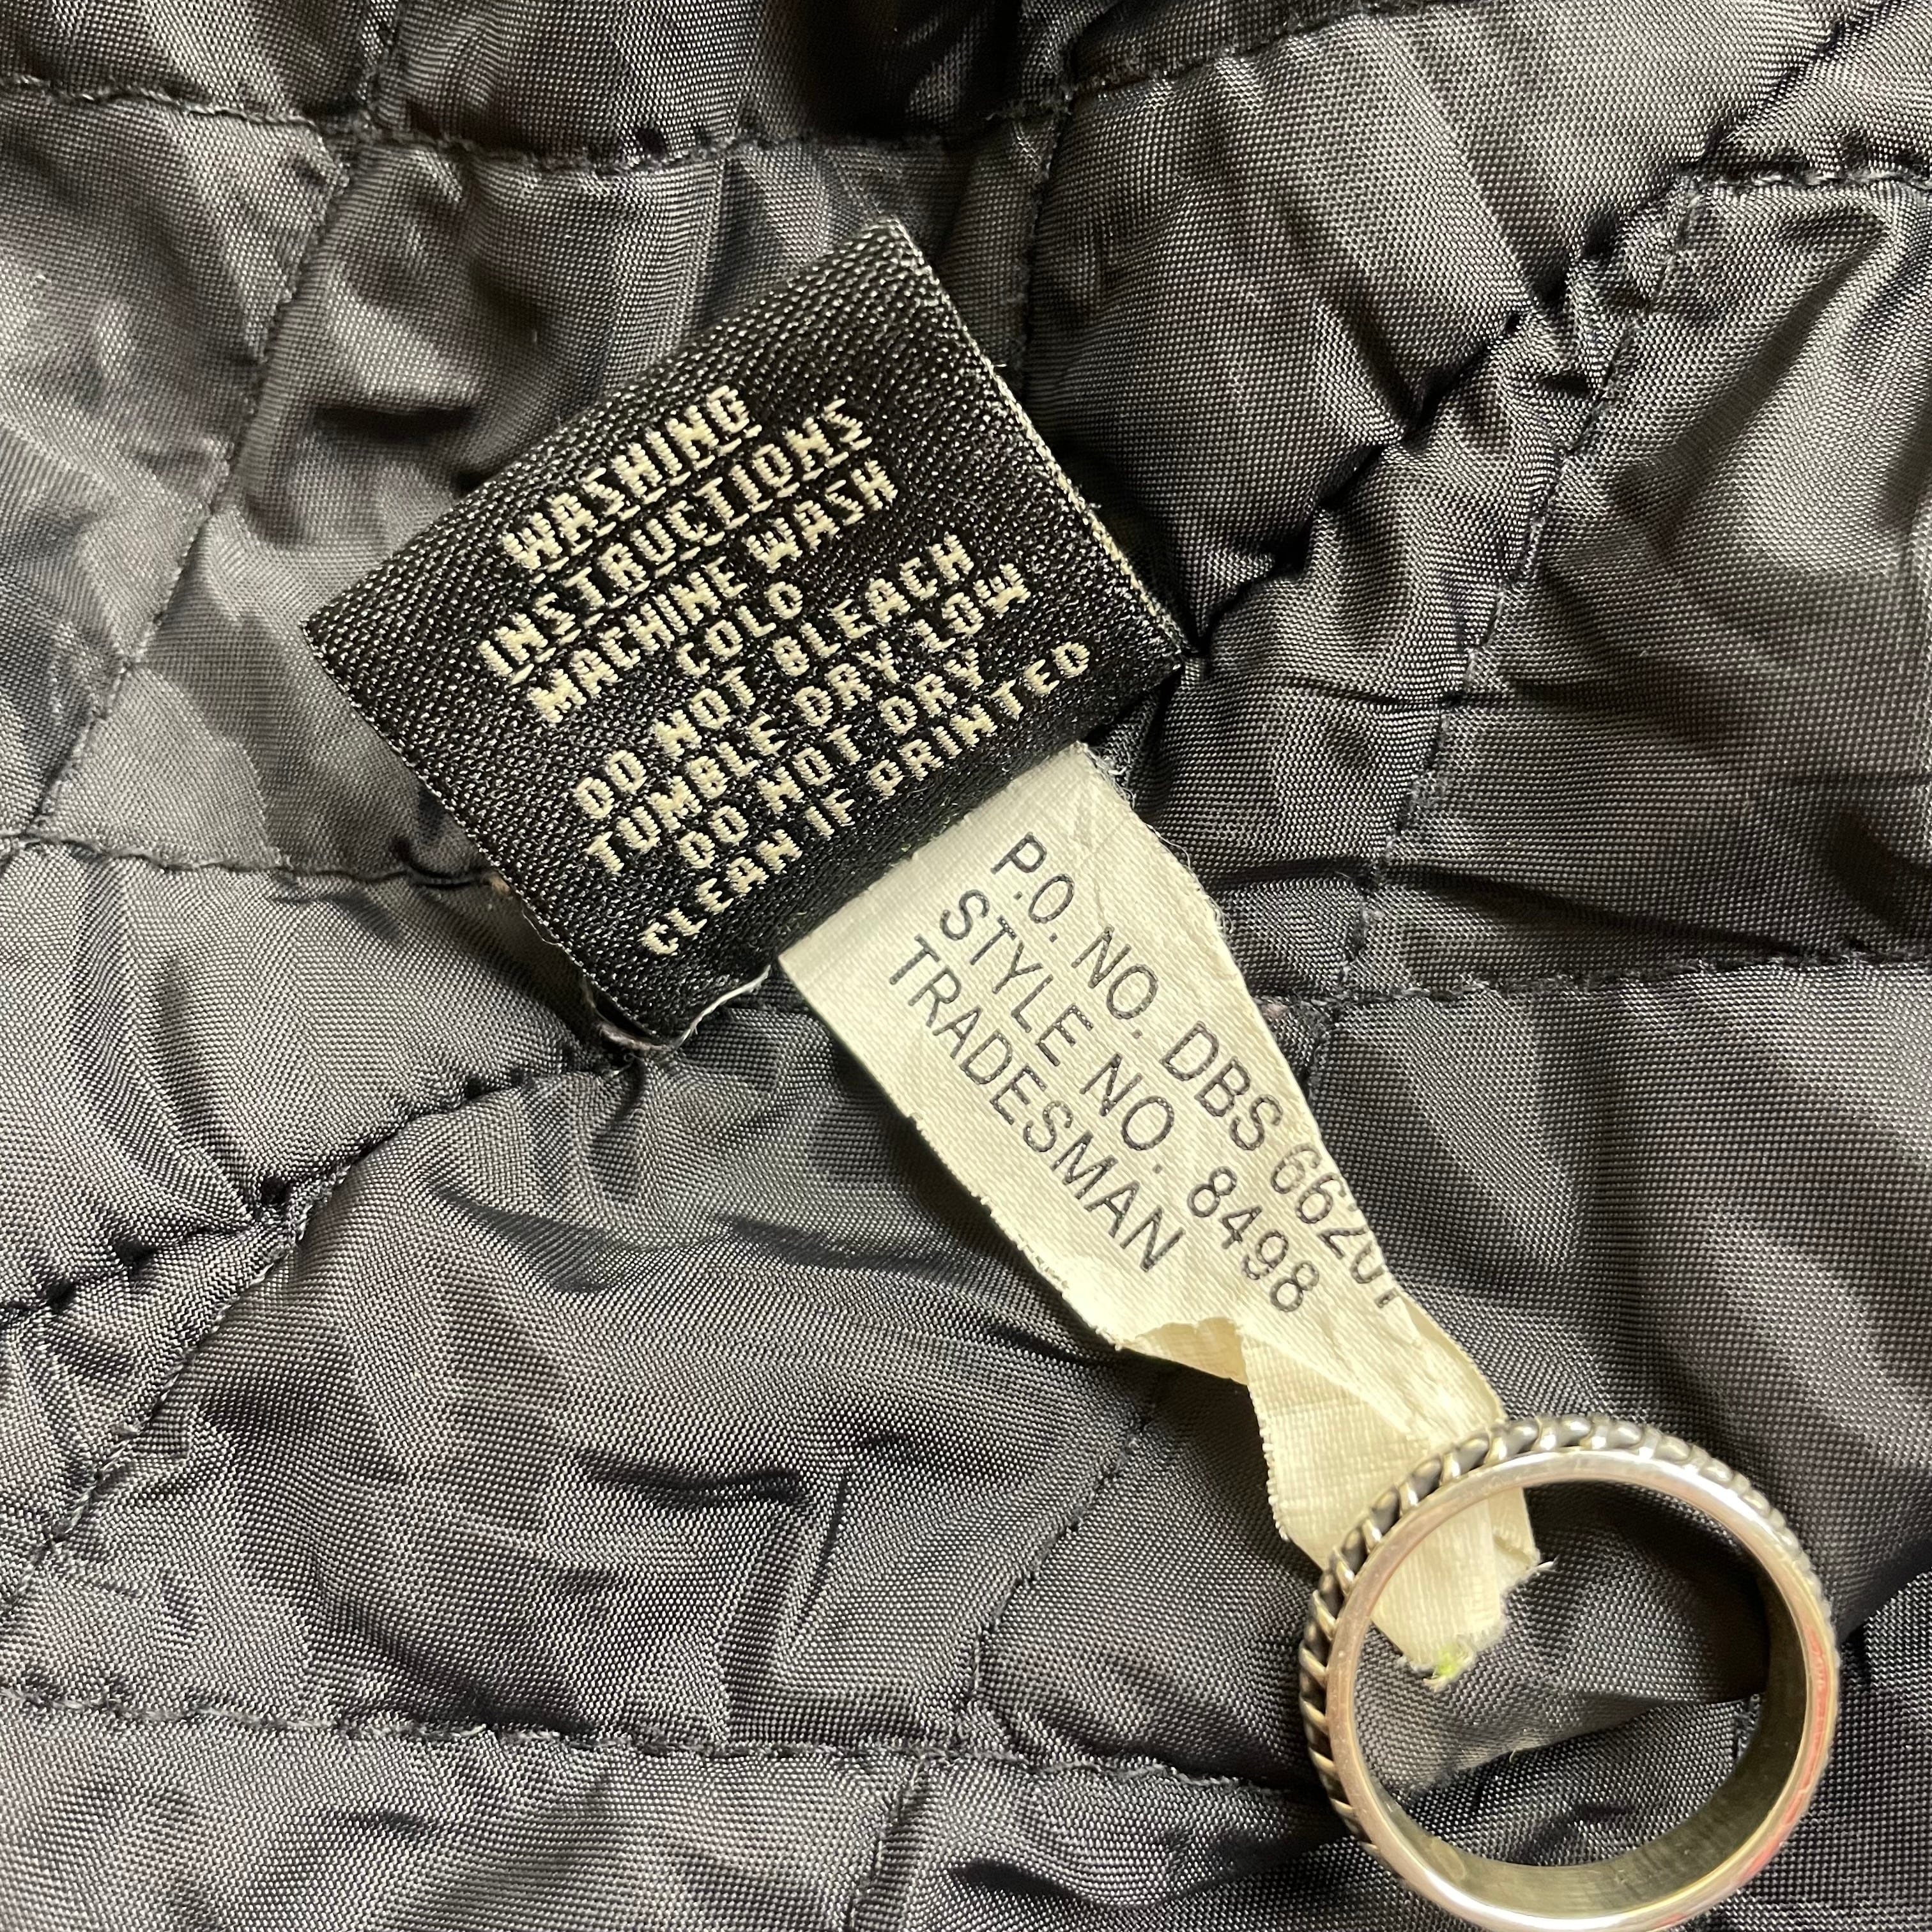 WASHING
INSTRUCTIONS
MACHINE WASH
COLD
DO NOT BLEACH
TUMBLE DRY LOW
DO NOT DRY
CLEAN IF PRINTED
P.O. NO. DBS
STYLE NO. 8498
TRADESMAN